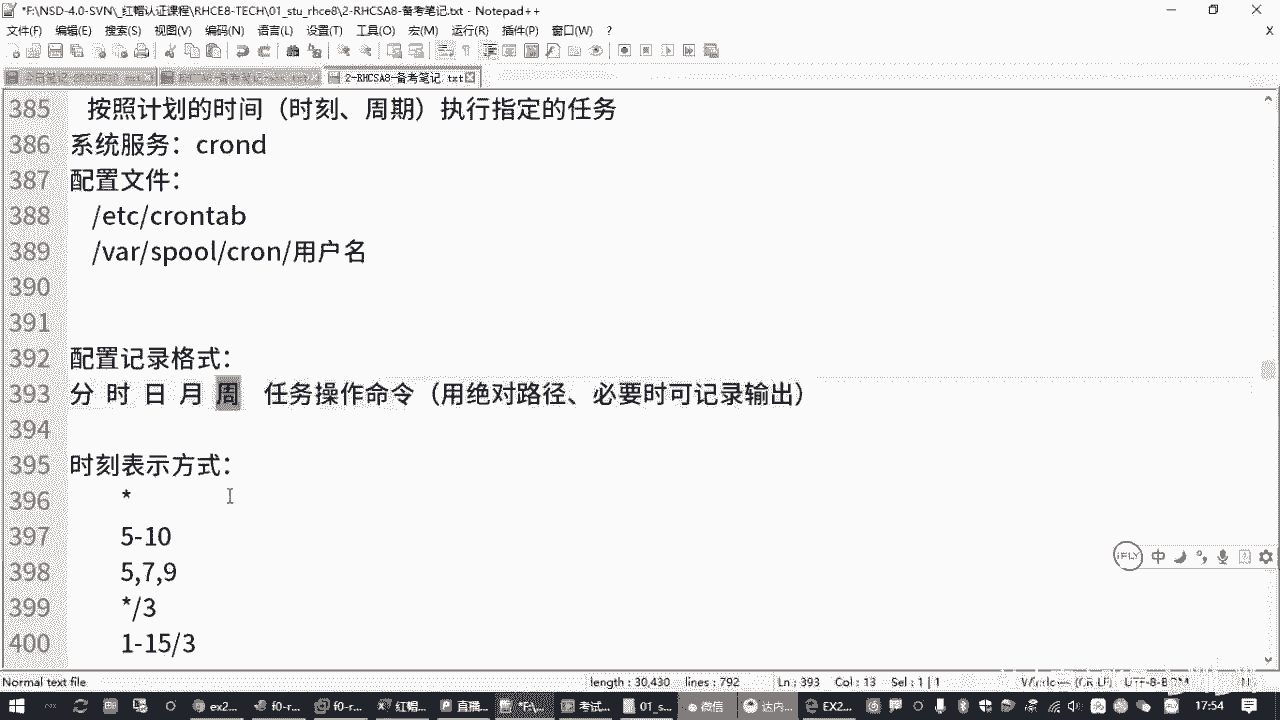 *F:\NSD-4.0-SVN\_红帽认证课程\RHCE8-TECH\01_stu_rhce8\2-RHCSA8-备考笔记.txt - Notepad++
文件(F) 编辑(E) 搜索(S) 视图(V) 编码(N) 语言(L) 设置(T) 工具(O) 宏(M) 运行(R) 插件(P) 窗口(W) ? X
2-RHCSA8-备考笔记.txt
385 按照计划的时间（时刻、周期）执行指定的任务
386 系统服务：crond
387 配置文件：
388 /etc/crontab
389 /var/spool/cron/用户名
390
391
392 配置记录格式：
393 分 时 日 月 周 任务操作命令（用绝对路径、必要时可记录输出）
394
395 时刻表示方式：
396 *
397 5-10
398 5,7,9
399 */3
400 1-15/3
iFLY 中
Normal text file length : 30,430 lines : 792 Ln : 393 Col : 13 Sel : 1 | 1 UTF-8-BOM
ex2... f0-r... f0-r... 红帽... 直播... 考试... 01_s... 微信 达内... EX2... 17:54